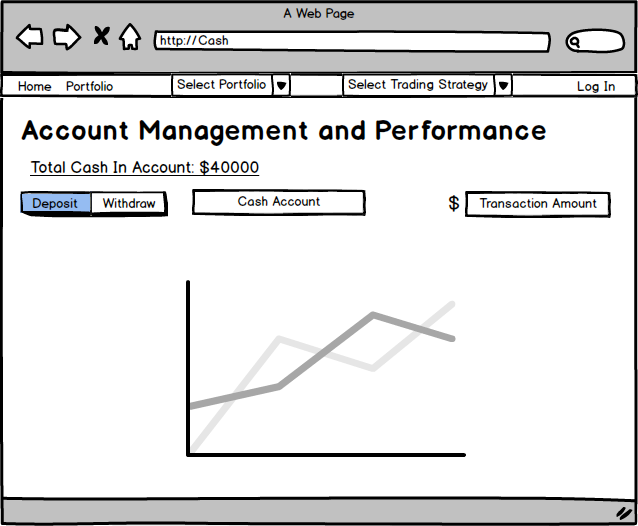 A Web Page
http://Cash
Home Portfolio Select Portfolio Select Trading Strategy Log In
Account Management and Performance
Total Cash In Account: $40000
Deposit Withdraw Cash Account $ Transaction Amount